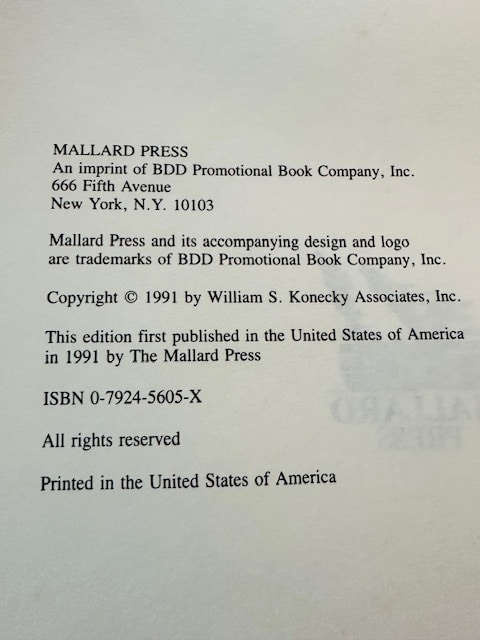 MALLARD PRESS
An imprint of BDD Promotional Book Company, Inc.
666 Fifth Avenue
New York, N.Y. 10103
Mallard Press and its accompanying design and logo
are trademarks of BDD Promotional Book Company, Inc.
Copyright © 1991 by William S. Konecky Associates, Inc.
This edition first published in the United States of America
in 1991 by The Mallard Press
ISBN 0-7924-5605-X
All rights reserved
Printed in the United States of America